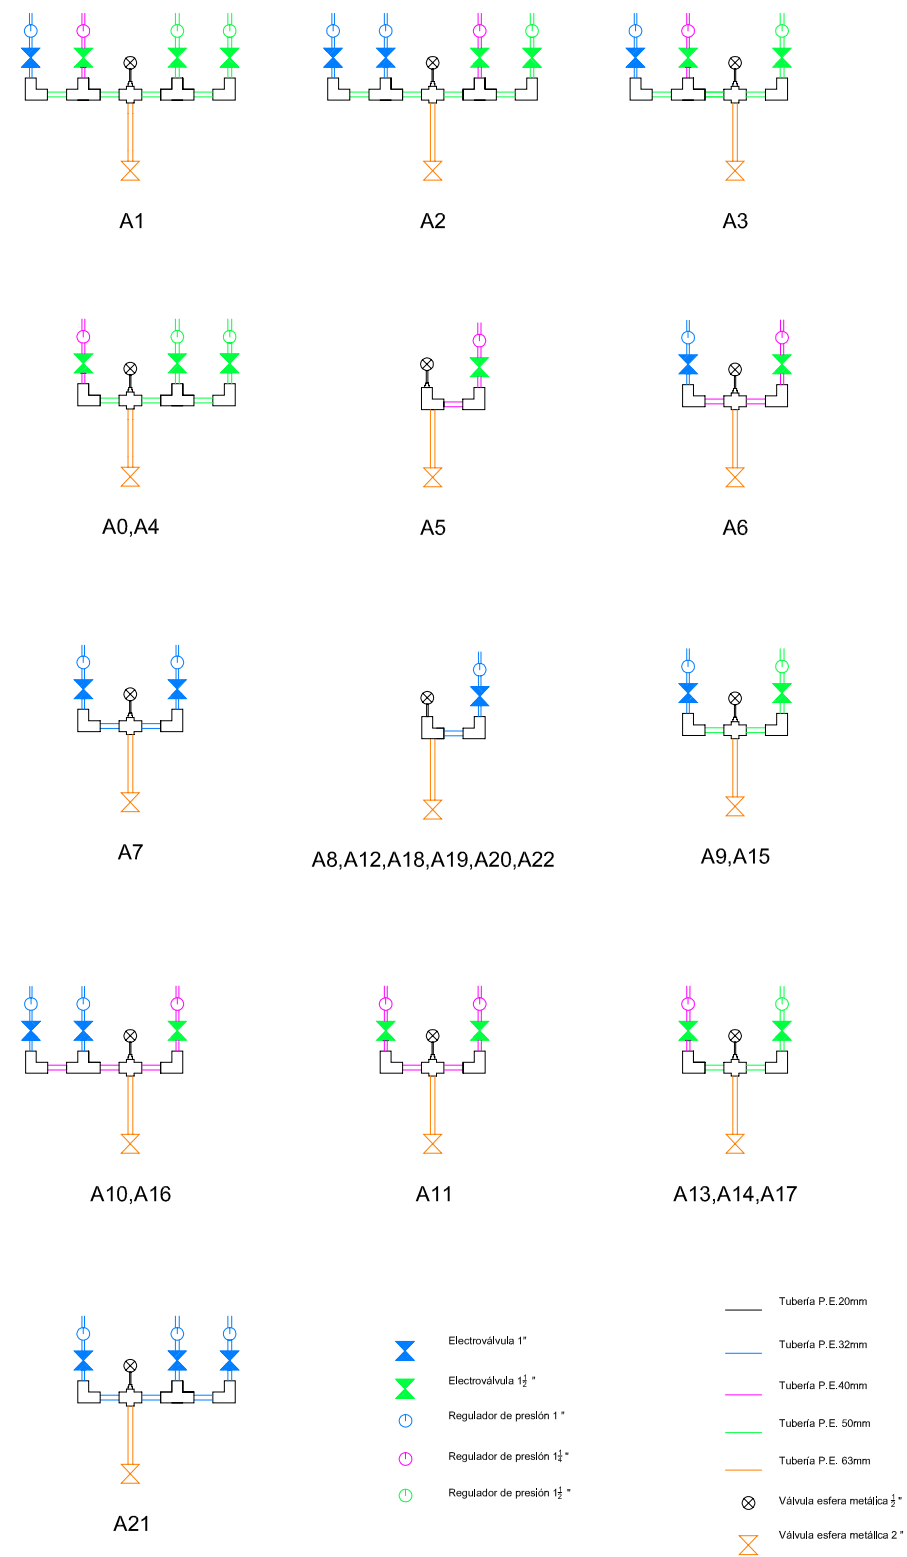 A1
A2
A3
A0,A4
A5
A6
A7
A8,A12,A18,A19,A20,A22
A9,A15
A10,A16
A11
A13,A14,A17
A21
Electroválvula 1"
Electroválvula 1½ "
Regulador de presión 1 "
Regulador de presión 1¼ "
Regulador de presión 1½ "
Tubería P.E.20mm
Tubería P.E.32mm
Tubería P.E.40mm
Tubería P.E. 50mm
Tubería P.E. 63mm
Válvula esfera metálica ½ "
Válvula esfera metálica 2 "